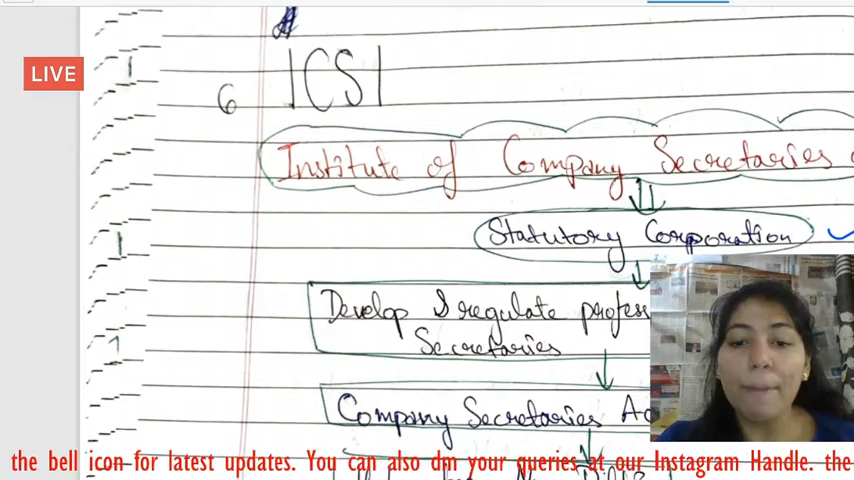 LIVE
6 ICSI
Institute of Company Secretaries
Statutory Corporation
Develop & regulate profess
Secretaries
Company Secretaries Ac
the bell icon for latest updates. You can also dm your queries at our Instagram Handle. the